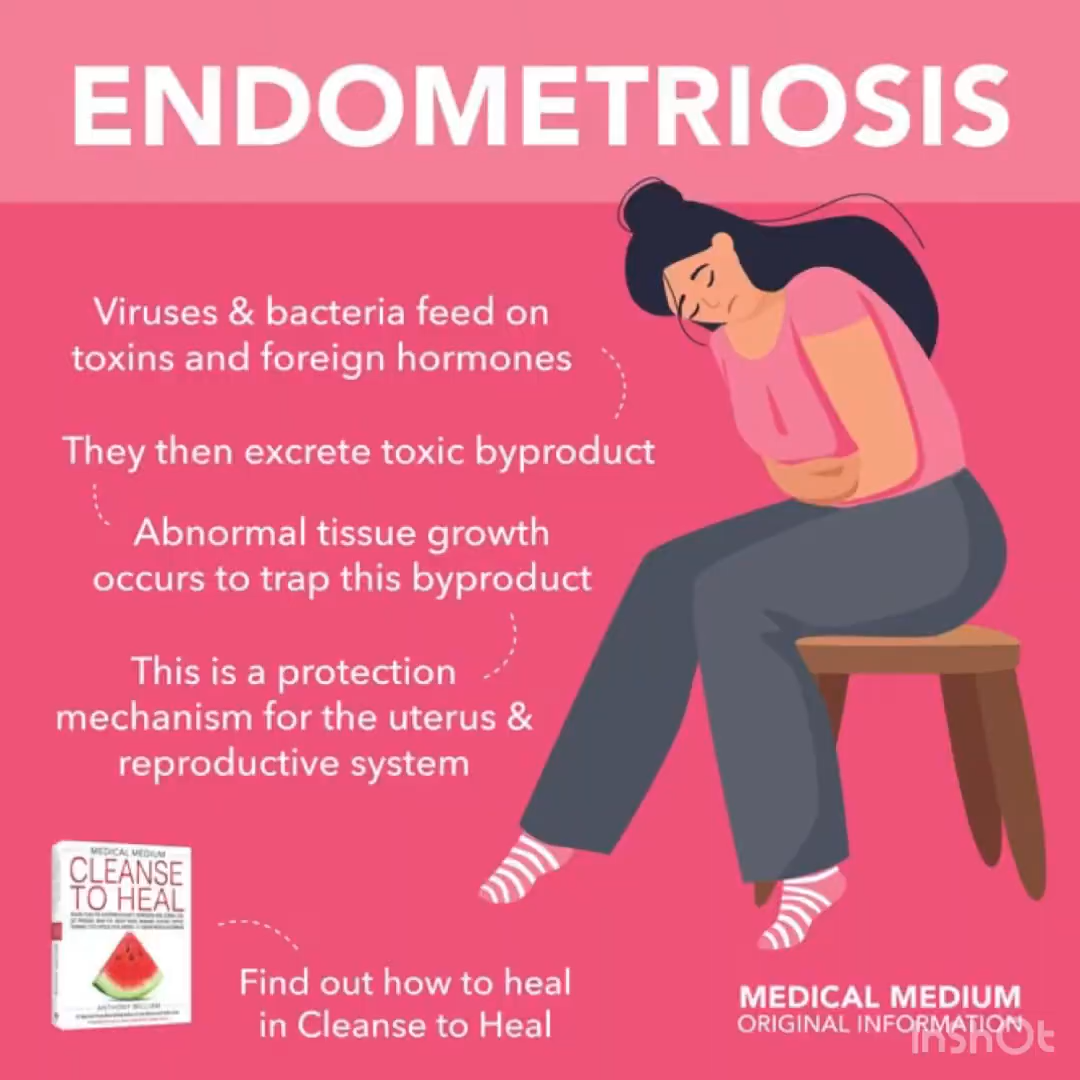 ENDOMETRIOSIS
Viruses & bacteria feed on
toxins and foreign hormones
They then excrete toxic byproduct
Abnormal tissue growth
occurs to trap this byproduct
This is a protection
mechanism for the uterus &
reproductive system
MEDICAL MEDIUM
CLEANSE
TO HEAL
ANTHONY WILLIAM
Find out how to heal
in Cleanse to Heal
MEDICAL MEDIUM
ORIGINAL INFORMATION
InShOt